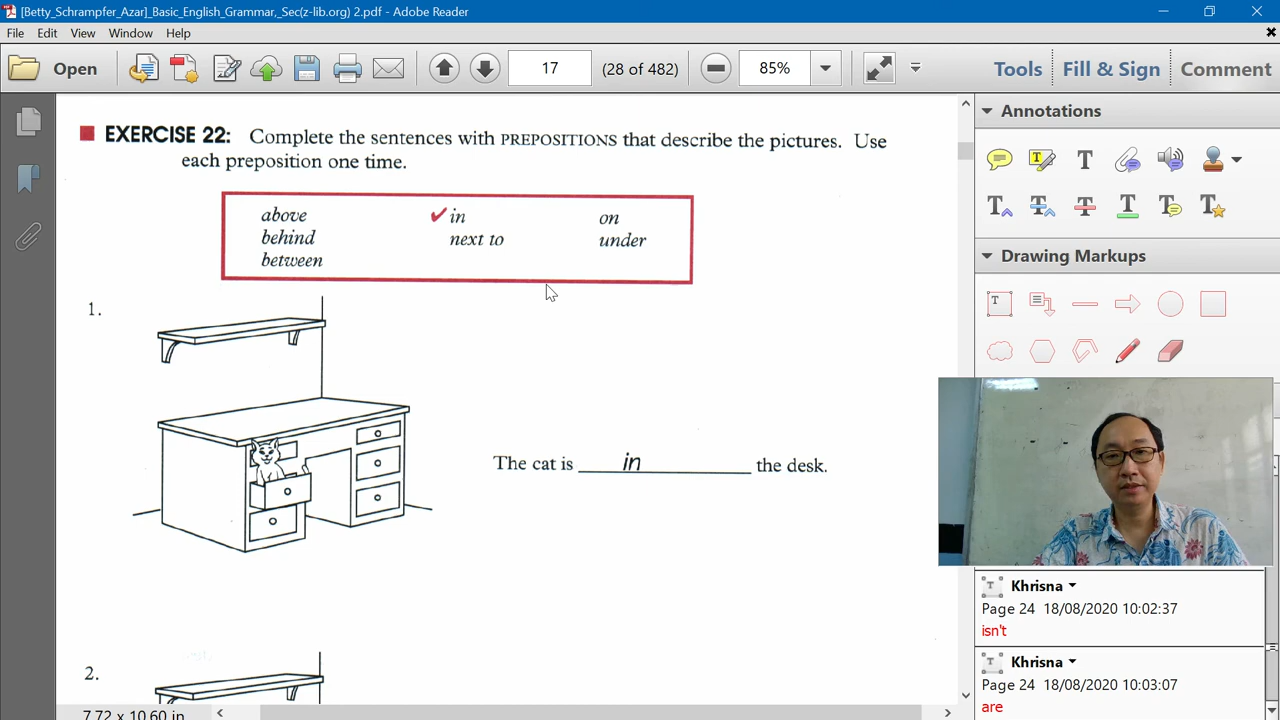 [Betty_Schrampfer_Azar]_Basic_English_Grammar,_Sec(z-lib.org) 2.pdf - Adobe Reader
File Edit View Window Help
Open 17 (28 of 482) 85% Tools Fill & Sign Comment
EXERCISE 22: Complete the sentences with PREPOSITIONS that describe the pictures. Use
each preposition one time.
above ✔ in on
behind next to under
between
1.
The cat is in the desk.
2.
7.72 x 10.60 in
Annotations
T
T T T T
T T T T
Drawing Markups
T
T Khrisna
Page 24 18/08/2020 10:02:37
isn't
T Khrisna
Page 24 18/08/2020 10:03:07
are